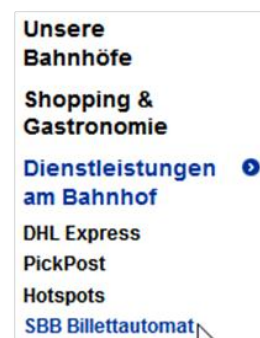 Unsere
Bahnhöfe
Shopping &
Gastronomie
Dienstleistungen
am Bahnhof
DHL Express
PickPost
Hotspots
SBB Billettautomat